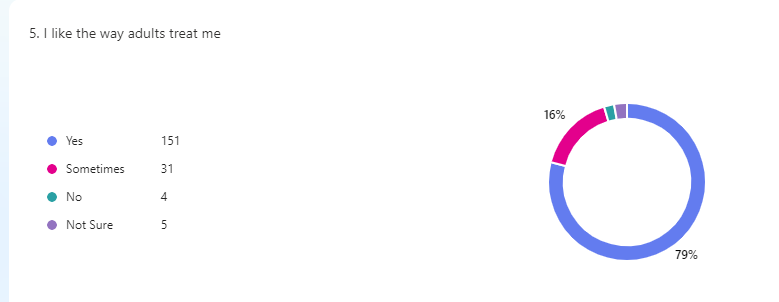 5. I like the way adults treat me
16%
Yes 151
Sometimes 31
No 4
Not Sure 5
79%